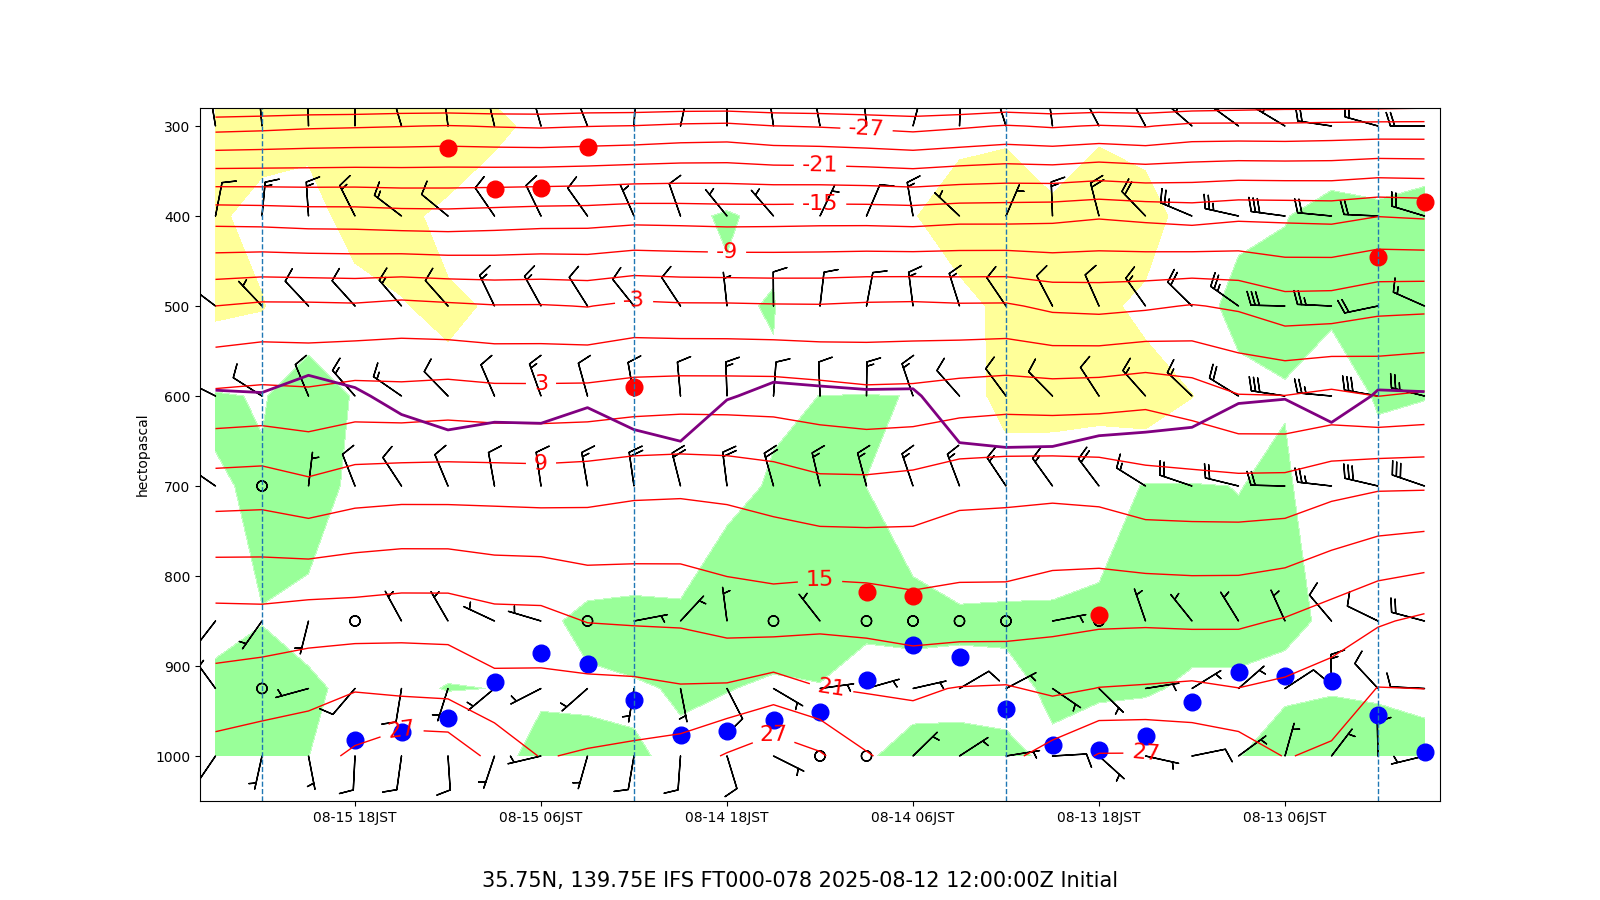 300
-27
-21
400
-15
-9
500
-3
hectopascal
3
600
9
700
800
15
900
21
27
27
27
1000
08-15 18JST
08-15 06JST
08-14 18JST
08-14 06JST
08-13 18JST
08-13 06JST
35.75N, 139.75E IFS FT000-078 2025-08-12 12:00:00Z Initial